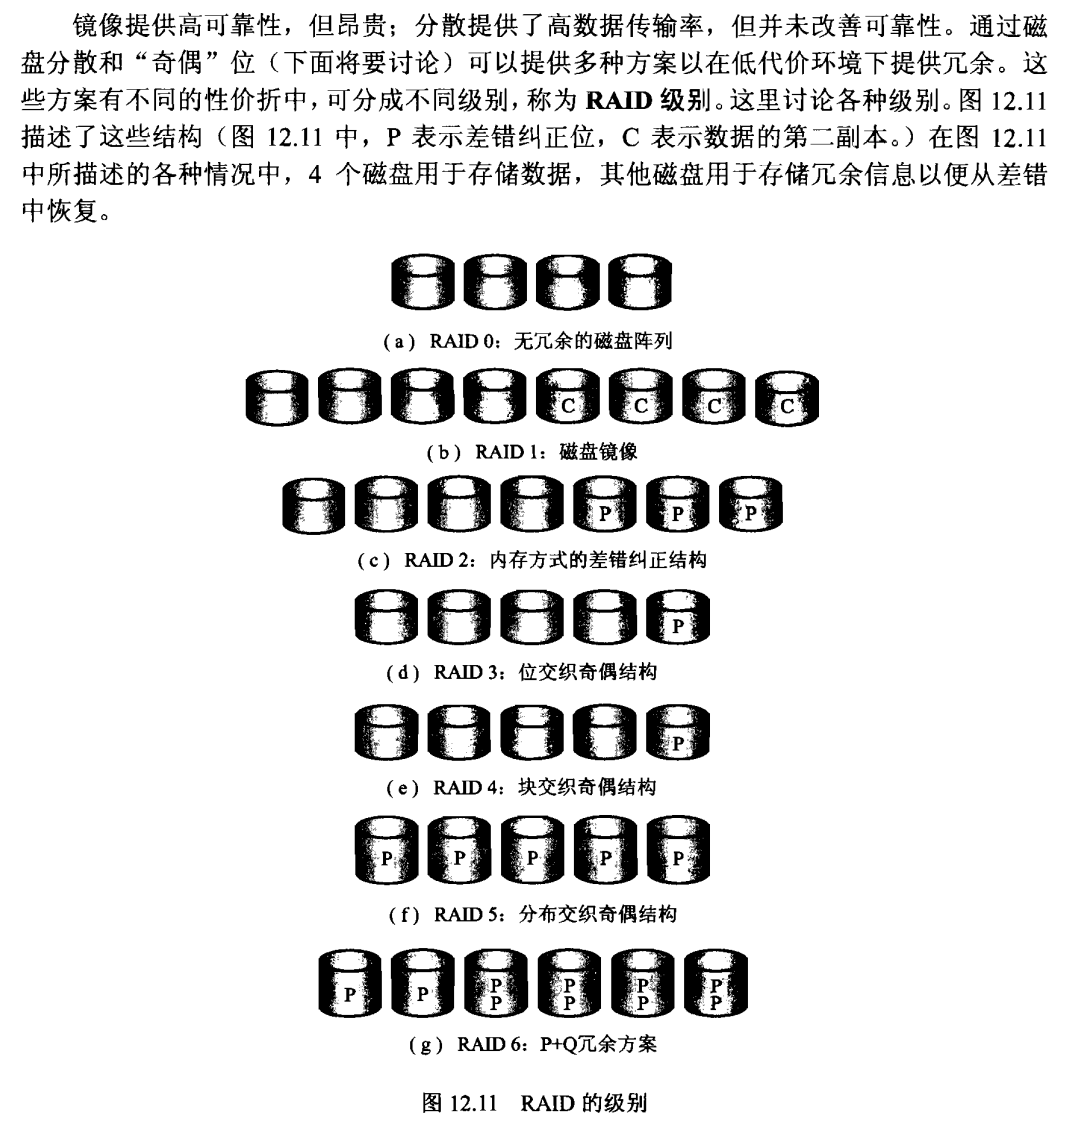 镜像提供高可靠性，但昂贵；分散提供了高数据传输率，但并未改善可靠性。通过磁
盘分散和“奇偶”位（下面将要讨论）可以提供多种方案以在低代价环境下提供冗余。这
些方案有不同的性价折中，可分成不同级别，称为 RAID 级别。这里讨论各种级别。图 12.11
描述了这些结构（图 12.11 中，P 表示差错纠正位，C 表示数据的第二副本。）在图 12.11
中所描述的各种情况中，4 个磁盘用于存储数据，其他磁盘用于存储冗余信息以便从差错
中恢复。
（a） RAID 0：无冗余的磁盘阵列
C C C C
（b） RAID 1：磁盘镜像
P P P
（c） RAID 2：内存方式的差错纠正结构
P
（d） RAID 3：位交织奇偶结构
P
（e） RAID 4：块交织奇偶结构
P P P P P
（f） RAID 5：分布交织奇偶结构
P P P P P P
P P P P
（g） RAID 6：P+Q冗余方案
图 12.11 RAID 的级别